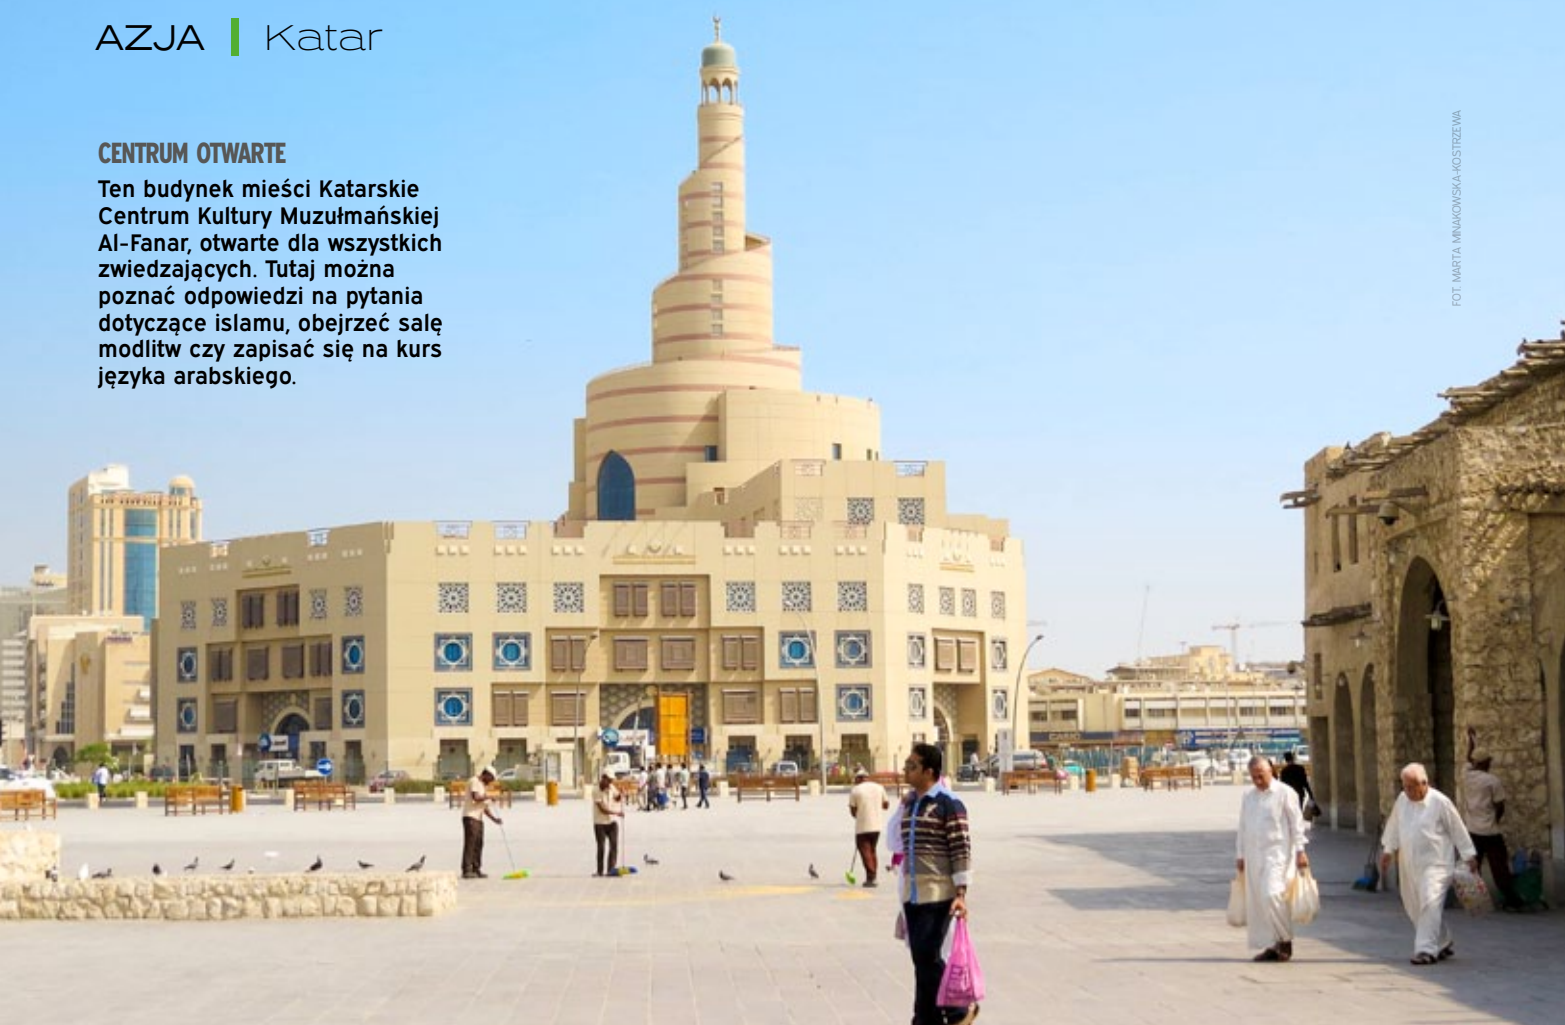 AZJA | Katar
CENTRUM OTWARTE
Ten budynek mieści Katarskie
Centrum Kultury Muzułmańskiej
Al-Fanar, otwarte dla wszystkich
zwiedzających. Tutaj można
poznać odpowiedzi na pytania
dotyczące islamu, obejrzeć salę
modlitw czy zapisać się na kurs
języka arabskiego.
FOT. MARTA MINAKOWSKA-KOSTRZEWA
CASIO